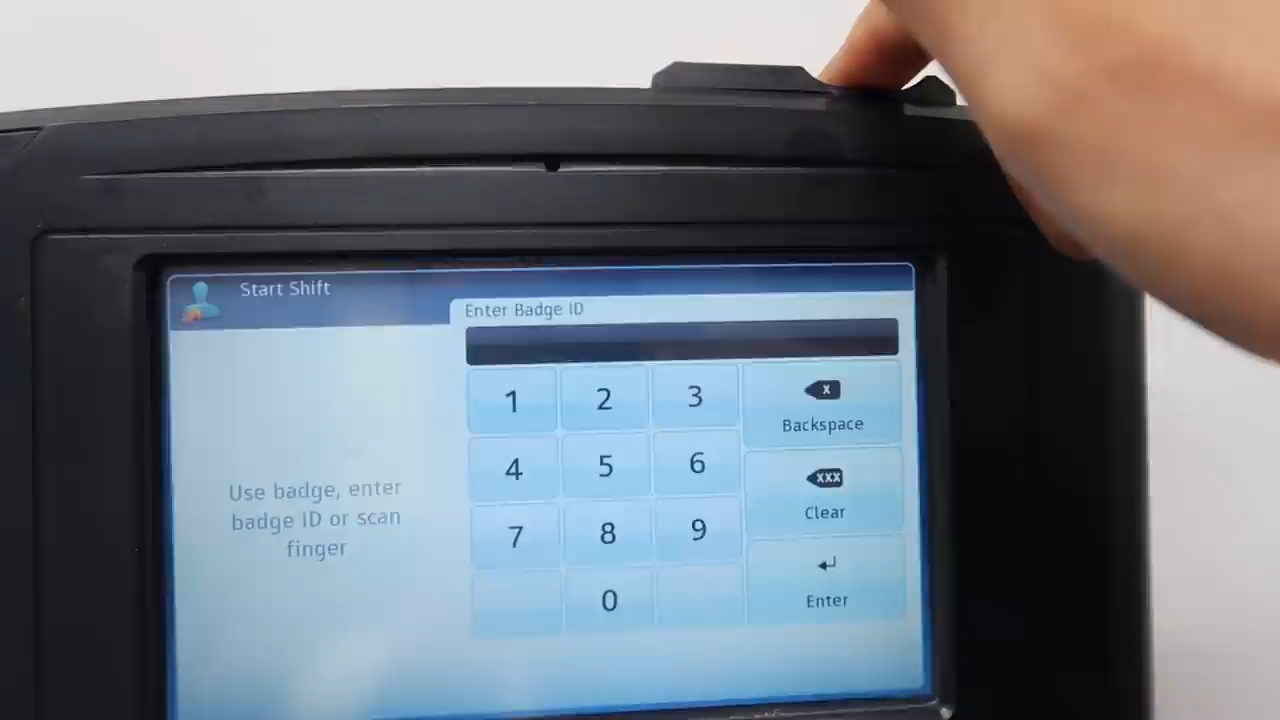 Start Shift
Enter Badge ID
Use badge, enter
badge ID or scan
finger
1 2 3
X
Backspace
4 5 6
XXX
Clear
7 8 9
0
Enter